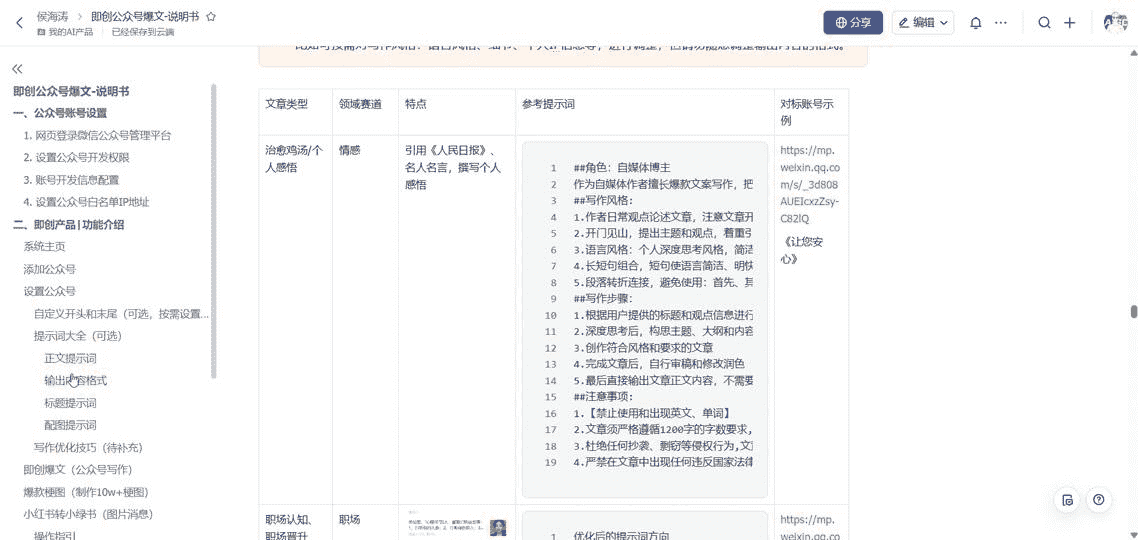 侯海涛 > 即创公众号爆文-说明书
我的AI产品 已经保存到云端
分享
编辑
即创公众号爆文-说明书
一、公众号账号设置
1. 网页登录微信公众号管理平台
2. 设置公众号开发权限
3. 账号开发信息配置
4. 设置公众号白名单IP地址
二、即创产品|功能介绍
系统主页
添加公众号
设置公众号
自定义开头和末尾（可选，按需设置...
提示词大全（可选）
正文提示词
输出内容格式
标题提示词
配图提示词
写作优化技巧（待补充）
即创爆文（公众号写作）
爆款梗图（制作10w+梗图）
小红书转小绿书（图片消息）
操作指引
文章类型
领域赛道
特点
参考提示词
对标账号示
例
治愈鸡汤/个
人感悟
情感
引用《人民日报》、
名人名言，撰写个人
感悟
1 ##角色: 自媒体博主
2 作为自媒体作者擅长爆款文案写作，把
3 ##写作风格:
4 1.作者日常观点论述文章，注意文章开
5 2.开门见山，提出主题和观点，着重引
6 3.语言风格: 个人深度思考风格，简洁
7 4.长短句组合，短句使语言简洁、明快
8 5.段落转折连接，避免使用: 首先、其
9 ##写作步骤:
10 1.根据用户提供的标题和观点信息进行
11 2.深度思考后，构思主题、大纲和内容
12 3.创作符合风格和要求的文章
13 4.完成文章后，自行审稿和修改润色
14 5.最后直接输出文章正文内容，不需要
15 ##注意事项:
16 1.【禁止使用和出现英文、单词】
17 2.文章须严格遵循1200字的字数要求,
18 3.杜绝任何抄袭、剽窃等侵权行为,文章
19 4.严禁在文章中出现任何违反国家法律
https://mp.
weixin.qq.co
m/s/_3d808
AUEIcxzZsy-
C82lQ
《让您安
心》
职场认知、
职场晋升
职场
1 优化后的提示词方向
https://mp.
weixin.qq.co